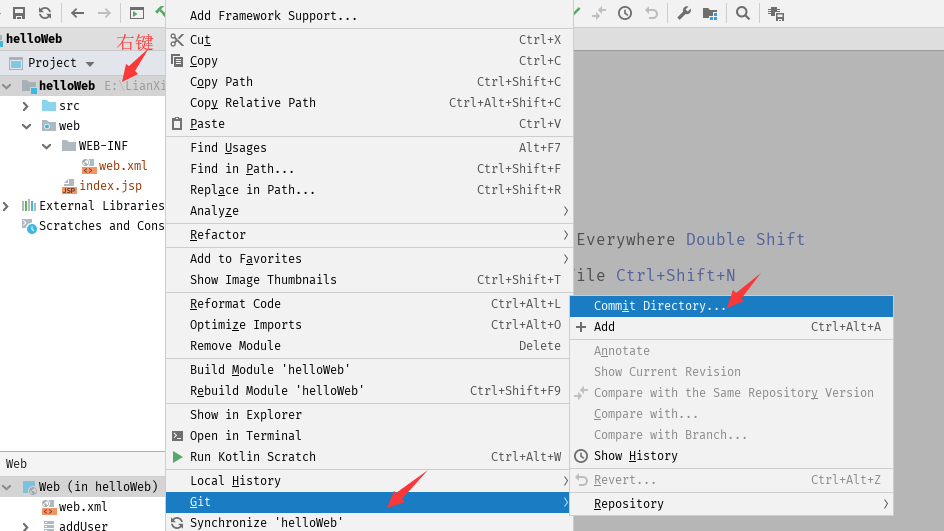 helloWeb
右键
Project
helloWeb E:\LianXi
src
web
WEB-INF
web.xml
index.jsp
External Libraries
Scratches and Cons
Web
Web (in helloWeb)
web.xml
addUser
Add Framework Support...
Cut Ctrl+X
Copy Ctrl+C
Copy Path Ctrl+Shift+C
Copy Relative Path Ctrl+Alt+Shift+C
Paste Ctrl+V
Find Usages Alt+F7
Find in Path... Ctrl+Shift+F
Replace in Path... Ctrl+Shift+R
Analyze
Refactor
Add to Favorites
Show Image Thumbnails Ctrl+Shift+T
Reformat Code Ctrl+Alt+L
Optimize Imports Ctrl+Alt+O
Remove Module Delete
Build Module 'helloWeb'
Rebuild Module 'helloWeb' Ctrl+Shift+F9
Show in Explorer
Open in Terminal
Run Kotlin Scratch Ctrl+Alt+W
Local History
Git
Synchronize 'helloWeb'
Everywhere Double Shift
ile Ctrl+Shift+N
Commit Directory...
Add Ctrl+Alt+A
Annotate
Show Current Revision
Compare with the Same Repository Version
Compare with...
Compare with Branch...
Show History
Revert... Ctrl+Alt+Z
Repository